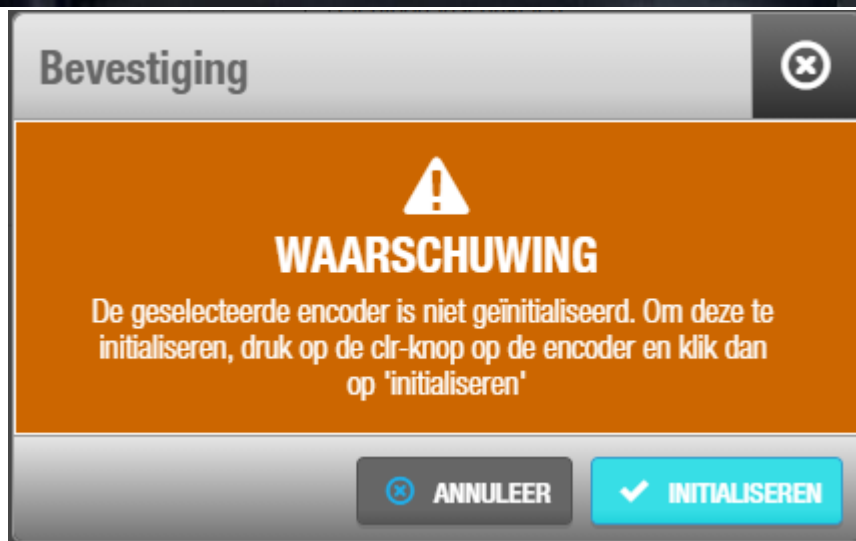 Bevestiging
WAARSCHUWING
De geselecteerde encoder is niet geïnitialiseerd. Om deze te
initialiseren, druk op de clr-knop op de encoder en klik dan
op 'initialiseren'
ANNULEER
INITIALISEREN